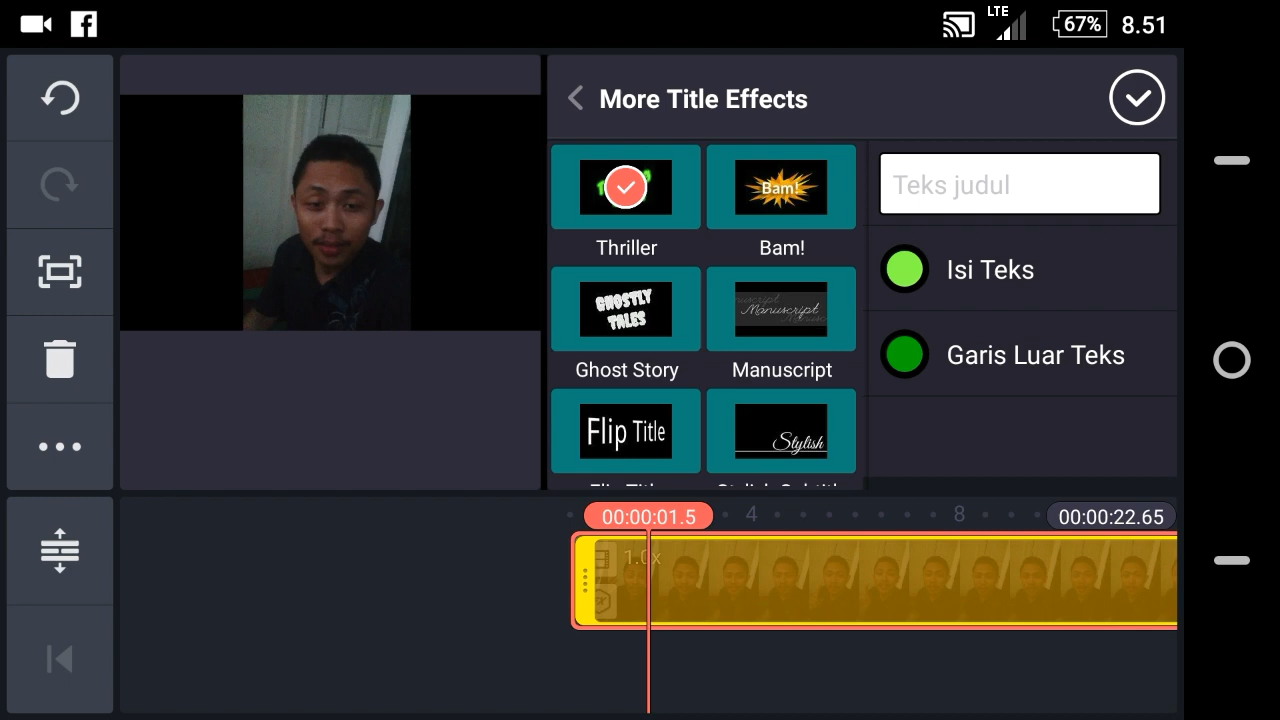 LTE
67%
8.51
More Title Effects
Teks judul
Thriller
Bam!
Bam!
Isi Teks
GHOSTLY
TALES
Manuscript
Ghost Story
Manuscript
Garis Luar Teks
Flip Title
Stylish
00:00:01.5
4
8
00:00:22.65
1.0x